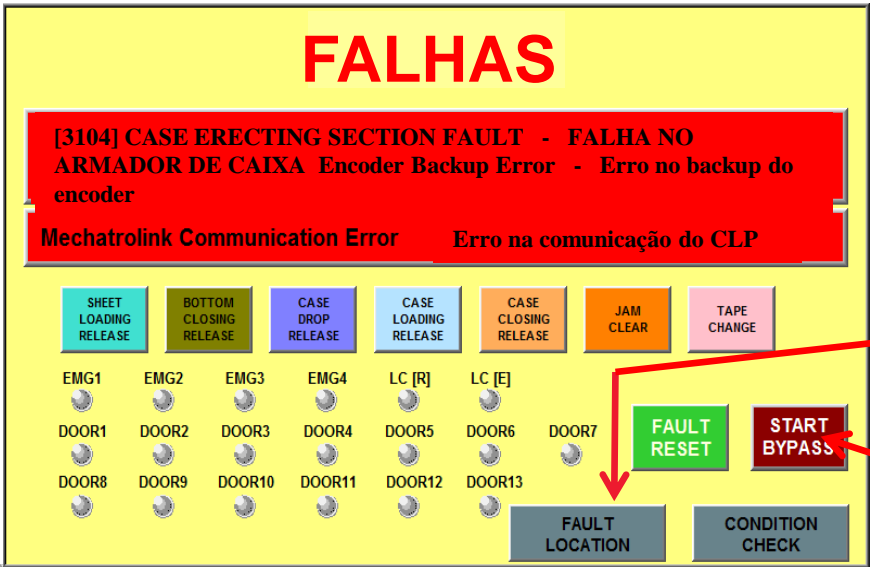 FALHAS
[3104] CASE ERECTING SECTION FAULT - FALHA NO
ARMADOR DE CAIXA Encoder Backup Error - Erro no backup do
encoder
Mechatrolink Communication Error Erro na comunicação do CLP
SHEET LOADING RELEASE
BOTTOM CLOSING RELEASE
CASE DROP RELEASE
CASE LOADING RELEASE
CASE CLOSING RELEASE
JAM CLEAR
TAPE CHANGE
EMG1 EMG2 EMG3 EMG4 LC [R] LC [E]
DOOR1 DOOR2 DOOR3 DOOR4 DOOR5 DOOR6 DOOR7
FAULT RESET
START BYPASS
DOOR8 DOOR9 DOOR10 DOOR11 DOOR12 DOOR13
FAULT LOCATION
CONDITION CHECK